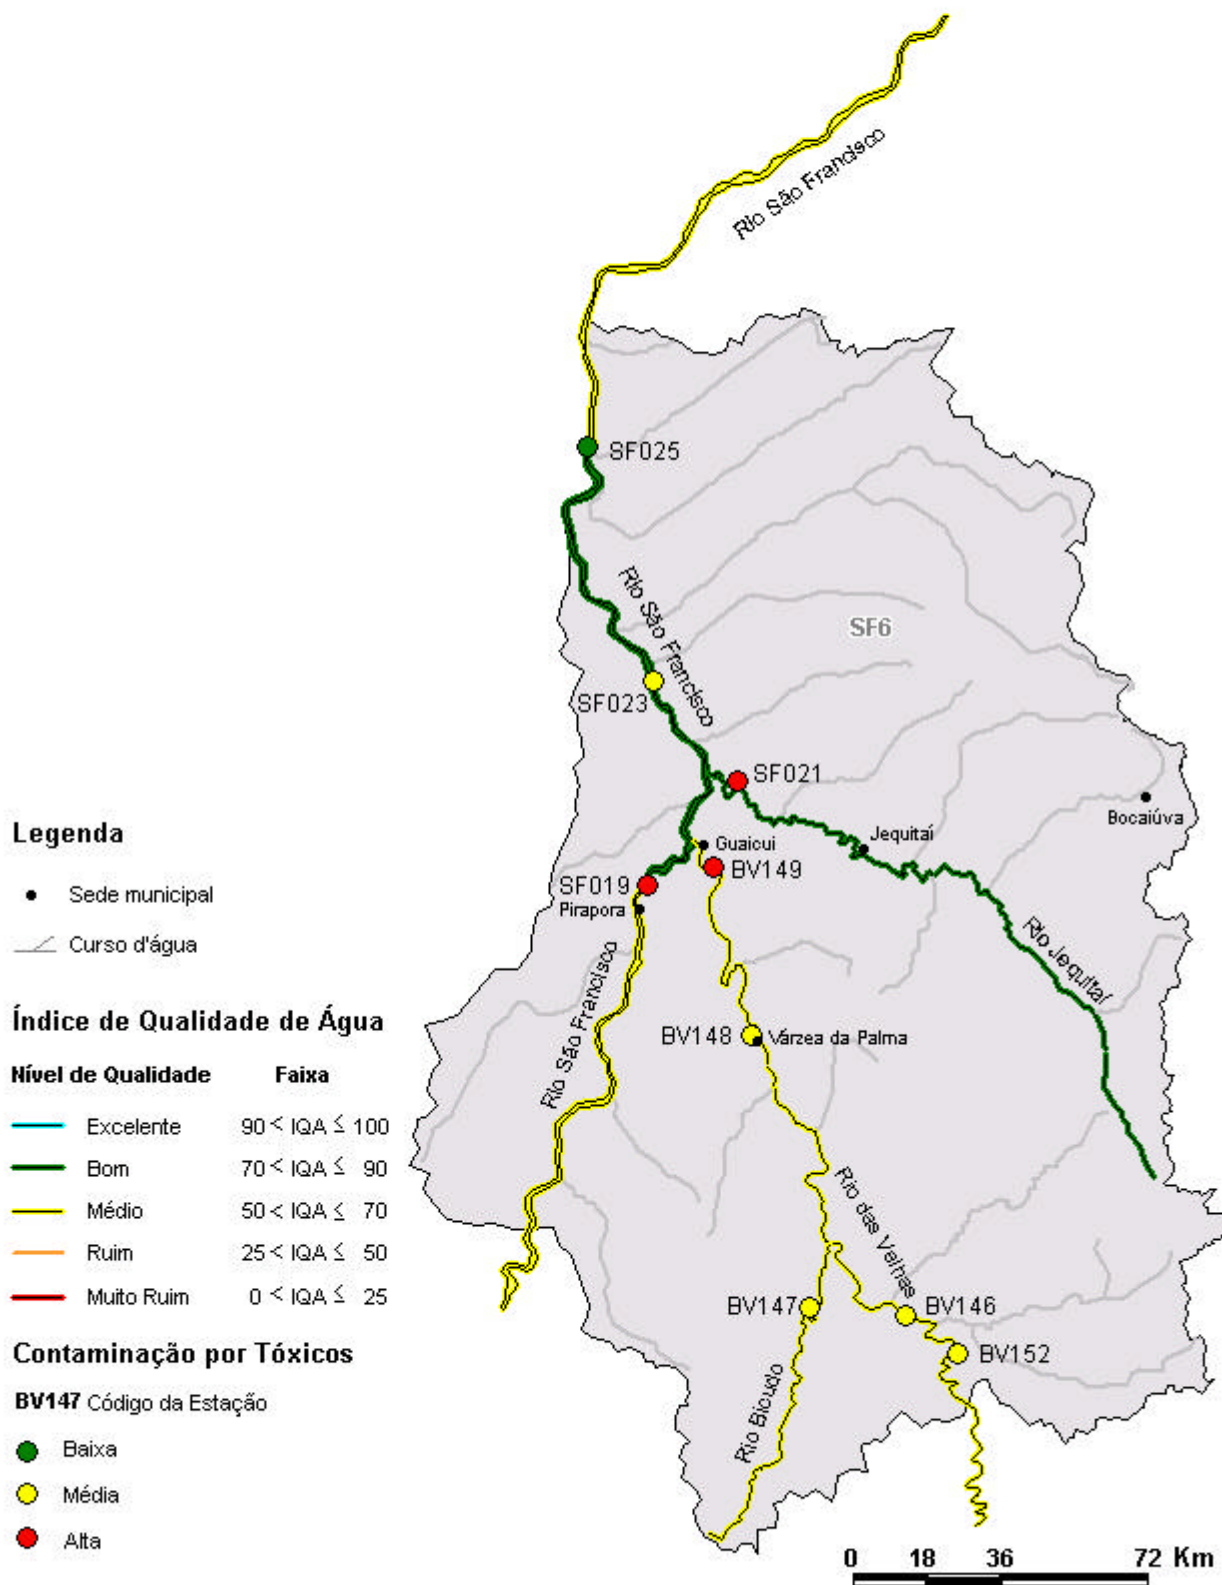 Rio São Francisco
SF025
Rio São Francisco
SF6
SF023
SF021
Bocaiúva
Jequitaí
Guaicui
SF019
BV149
Pirapora
Rio Jequitaí
Rio São Francisco
BV148
Várzea da Palma
Rio das Velhas
BV147
BV146
BV152
Rio Bicudo
Legenda
Sede municipal
Curso d'água
Índice de Qualidade de Água
Nível de Qualidade Faixa
Excelente 90 < IQA ≤ 100
Bom 70 < IQA ≤ 90
Médio 50 < IQA ≤ 70
Ruim 25 < IQA ≤ 50
Muito Ruim 0 < IQA ≤ 25
Contaminação por Tóxicos
BV147 Código da Estação
Baixa
Média
Alta
0 18 36 72 Km